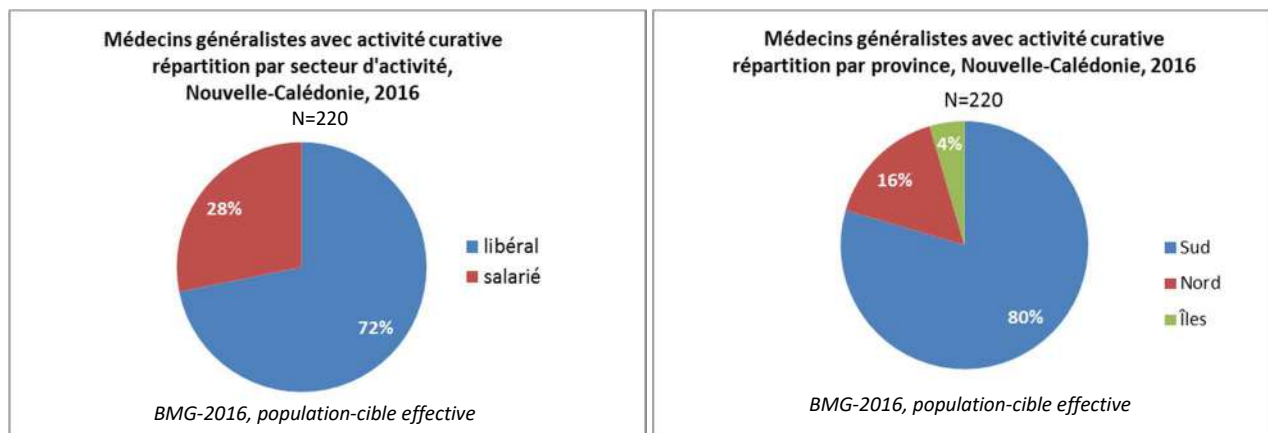 Médecins généralistes avec activité curative
répartition par secteur d'activité,
Nouvelle-Calédonie, 2016
N=220
28%
72%
libéral
salarié
BMG-2016, population-cible effective
Médecins généralistes avec activité curative
répartition par province, Nouvelle-Calédonie, 2016
N=220
4%
16%
80%
Sud
Nord
Îles
BMG-2016, population-cible effective